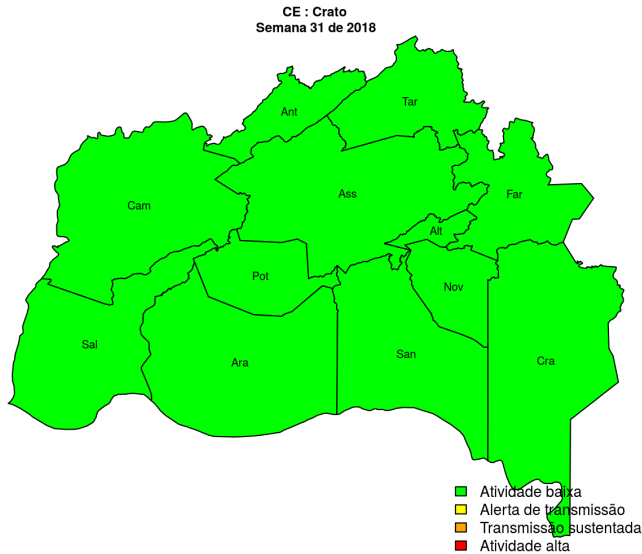 CE : Crato
Semana 31 de 2018
Tar
Ant
Ass
Far
Cam
Alt
Pot
Nov
Sal
San
Cra
Ara
Atividade baixa
Alerta de transmissão
Transmissão sustentada
Atividade alta